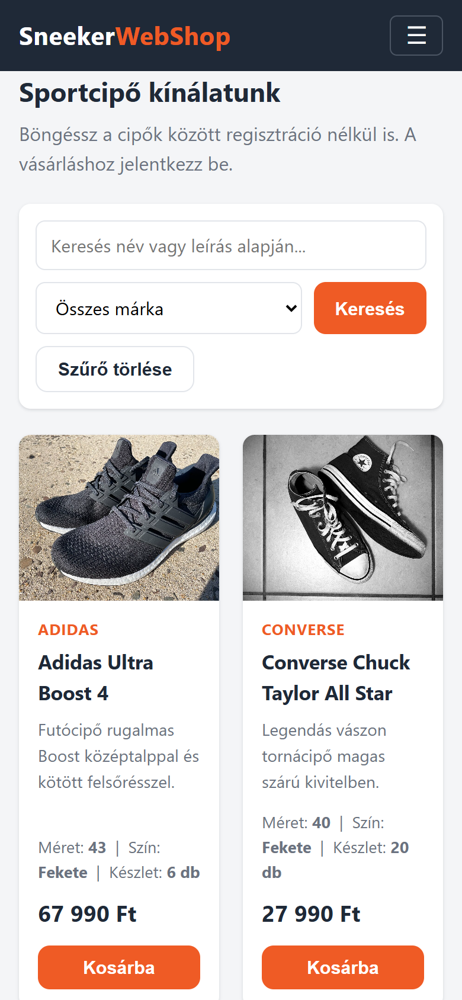 SneekerWebShop
Sportcipő kínálatunk
Böngéssz a cipők között regisztráció nélkül is. A
vásárláshoz jelentkezz be.
Keresés név vagy leírás alapján...
Összes márka
Keresés
Szűrő törlése
ADIDAS
Adidas Ultra
Boost 4
Futócipő rugalmas
Boost középtalppal és
kötött felsőrésszel.
Méret: 43 | Szín:
Fekete | Készlet: 6 db
67 990 Ft
Kosárba
CONVERSE
Converse Chuck
Taylor All Star
Legendás vászon
tornácipő magas
szárú kivitelben.
Méret: 40 | Szín:
Fekete | Készlet: 20
db
27 990 Ft
Kosárba